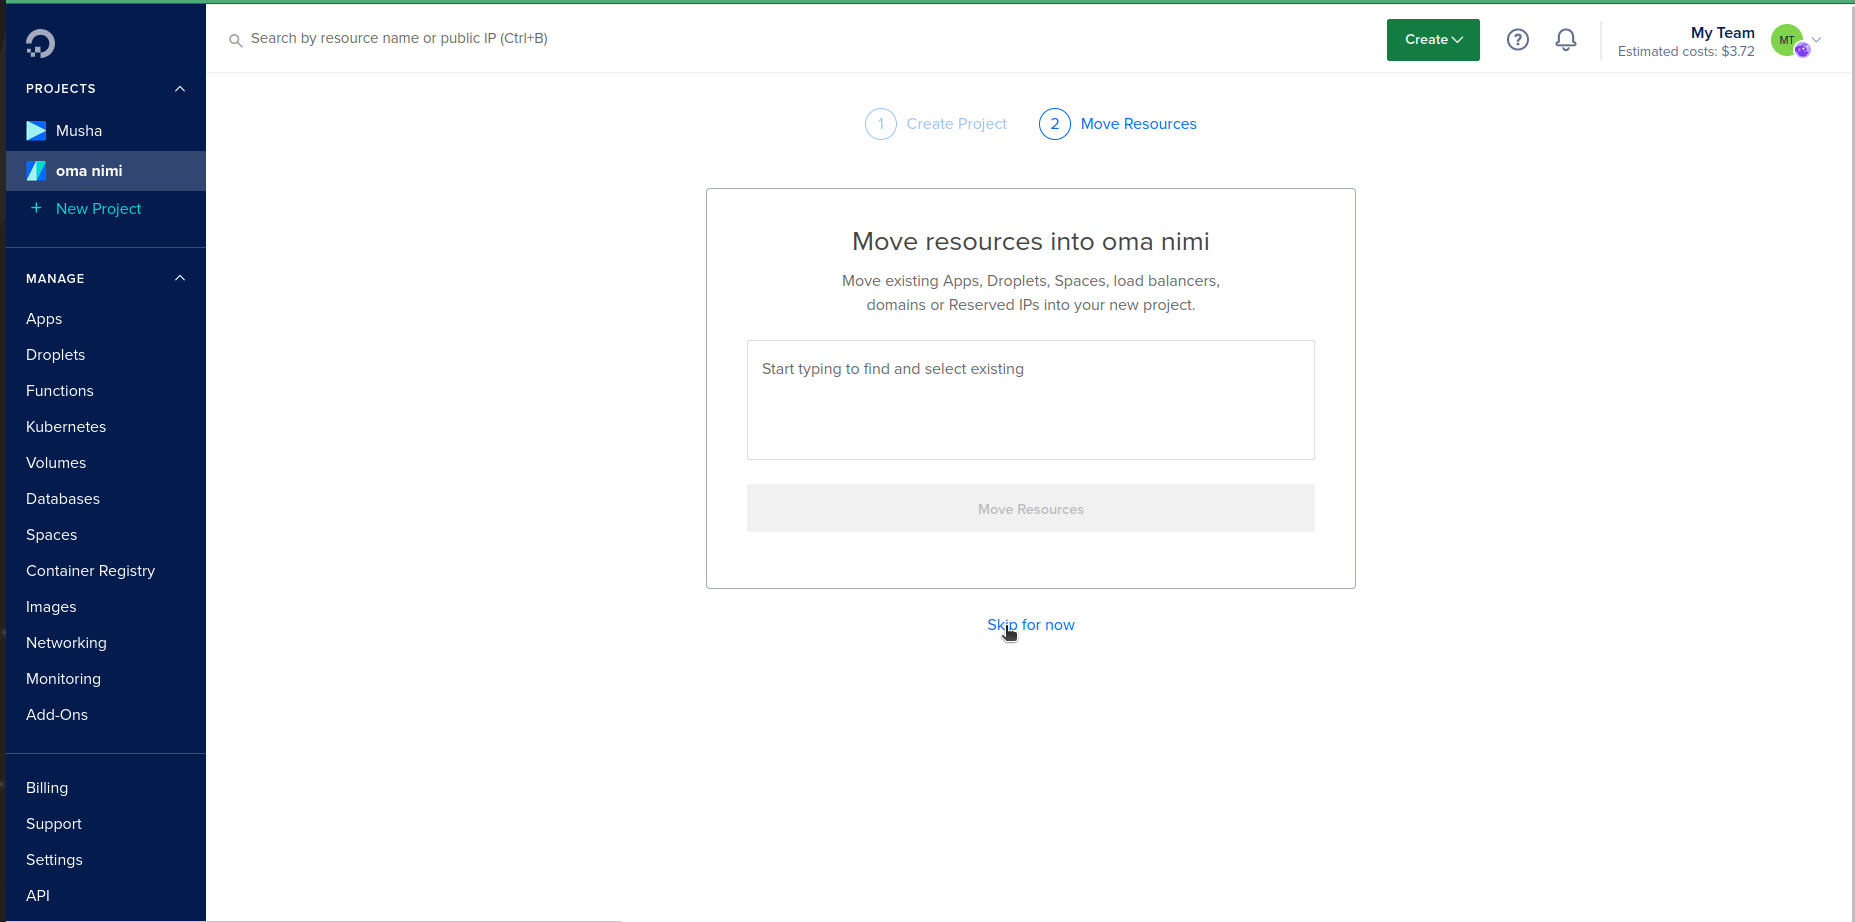 Search by resource name or public IP (Ctrl+B)
Create
My Team
Estimated costs: $3.72
MT
PROJECTS
Musha
oma nimi
+ New Project
MANAGE
Apps
Droplets
Functions
Kubernetes
Volumes
Databases
Spaces
Container Registry
Images
Networking
Monitoring
Add-Ons
Billing
Support
Settings
API
1 Create Project
2 Move Resources
Move resources into oma nimi
Move existing Apps, Droplets, Spaces, load balancers,
domains or Reserved IPs into your new project.
Start typing to find and select existing
Move Resources
Skip for now